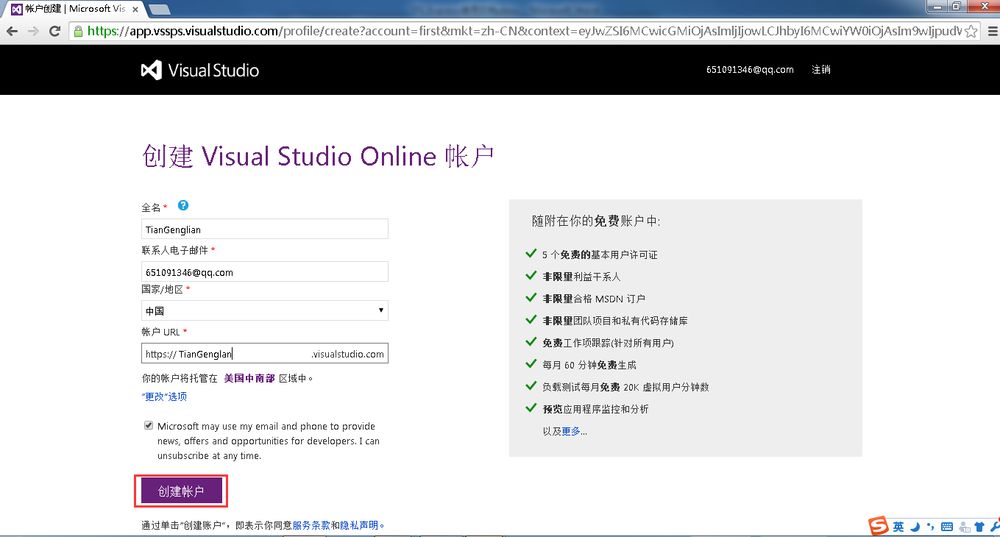 帐户创建 | Microsoft Vis
https://app.vssps.visualstudio.com/profile/create?account=first&mkt=zh-CN&context=
Visual Studio
651091346@qq.com 注销
创建 Visual Studio Online 帐户
全名 * ?
TianGenglian
联系人电子邮件 *
651091346@qq.com
国家/地区 *
中国
帐户 URL *
https:// TianGenglan .visualstudio.com
你的帐户将托管在 美国中南部 区域中。
"更改"选项
Microsoft may use my email and phone to provide
news, offers and opportunities for developers. I can
unsubscribe at any time.
创建帐户
通过单击"创建账户"，即表示你同意服务条款和隐私声明。
随附在你的免费账户中:
5 个免费的基本用户许可证
非限量利益干系人
非限量合格 MSDN 订户
非限量团队项目和私有代码存储库
免费工作项跟踪(针对所有用户)
每月 60 分钟免费生成
负载测试每月免费 20K 虚拟用户分钟数
预览应用程序监控和分析
以及更多...
英